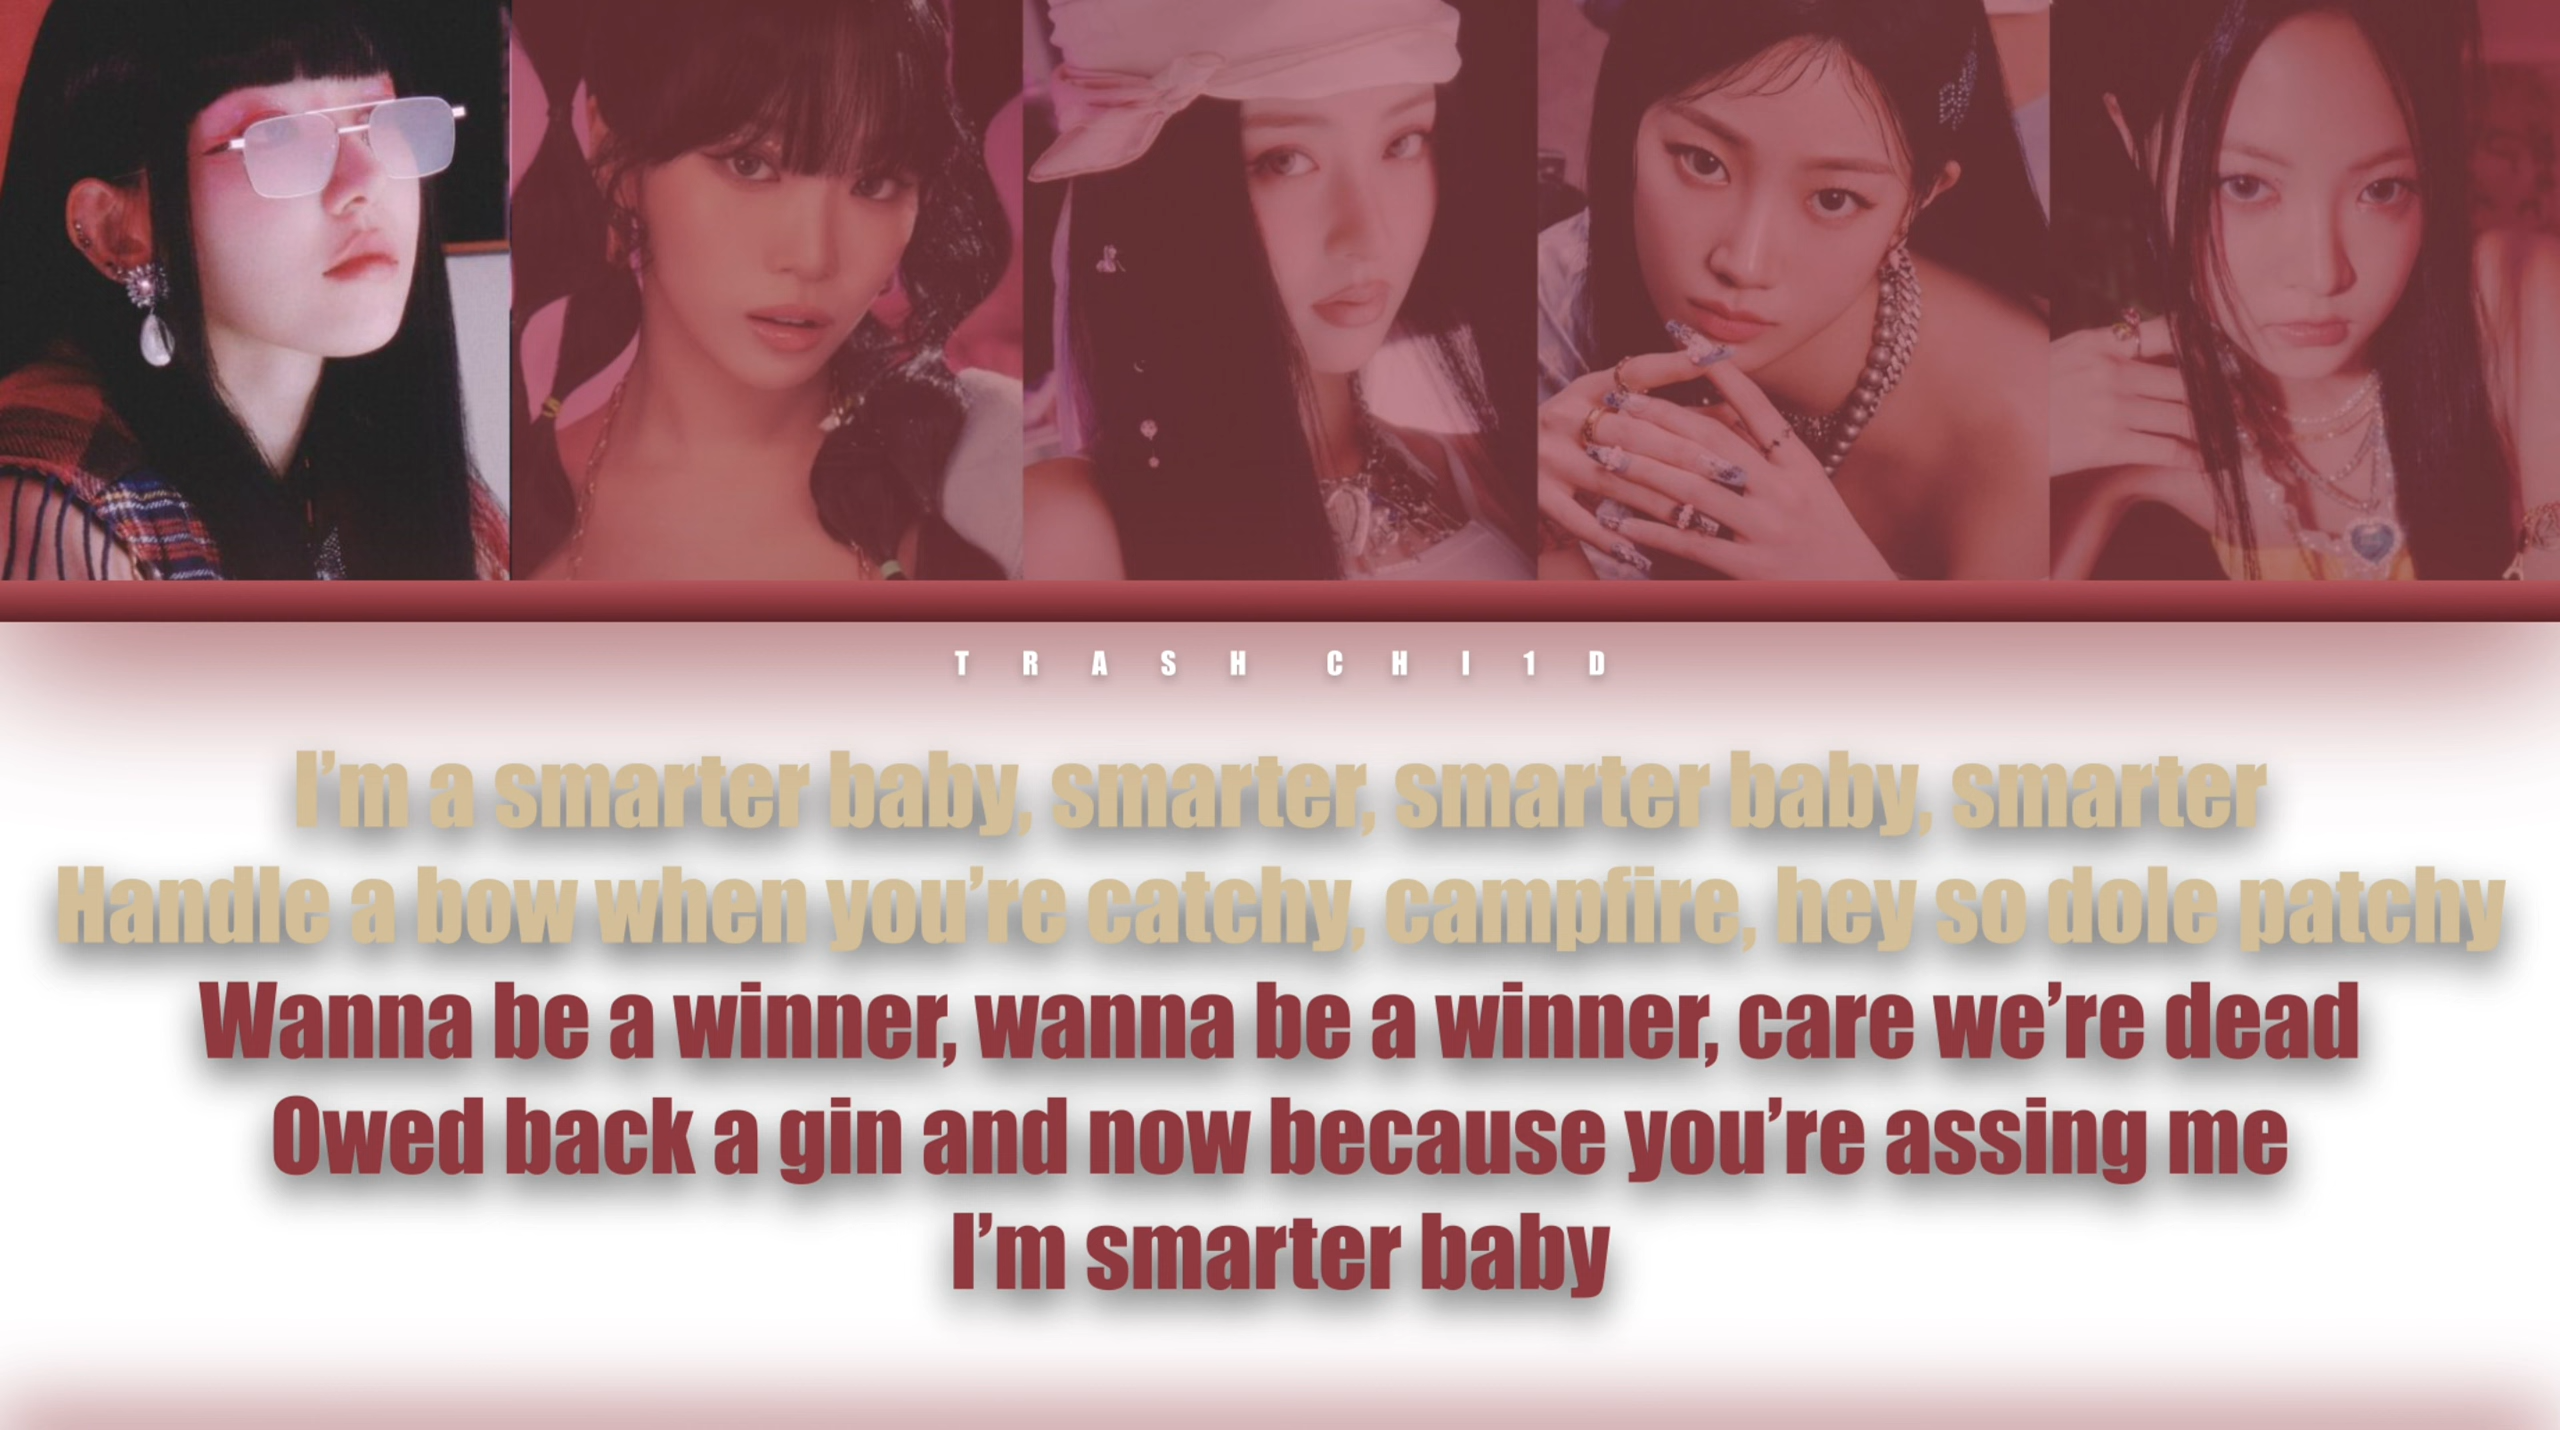 TRASH CHI1D
I'm a smarter baby, smarter, smarter baby, smarter
Handle a bow when you're catchy, campfire, hey so dole patchy
Wanna be a winner, wanna be a winner, care we're dead
Owed back a gin and now because you're assing me
I'm smarter baby